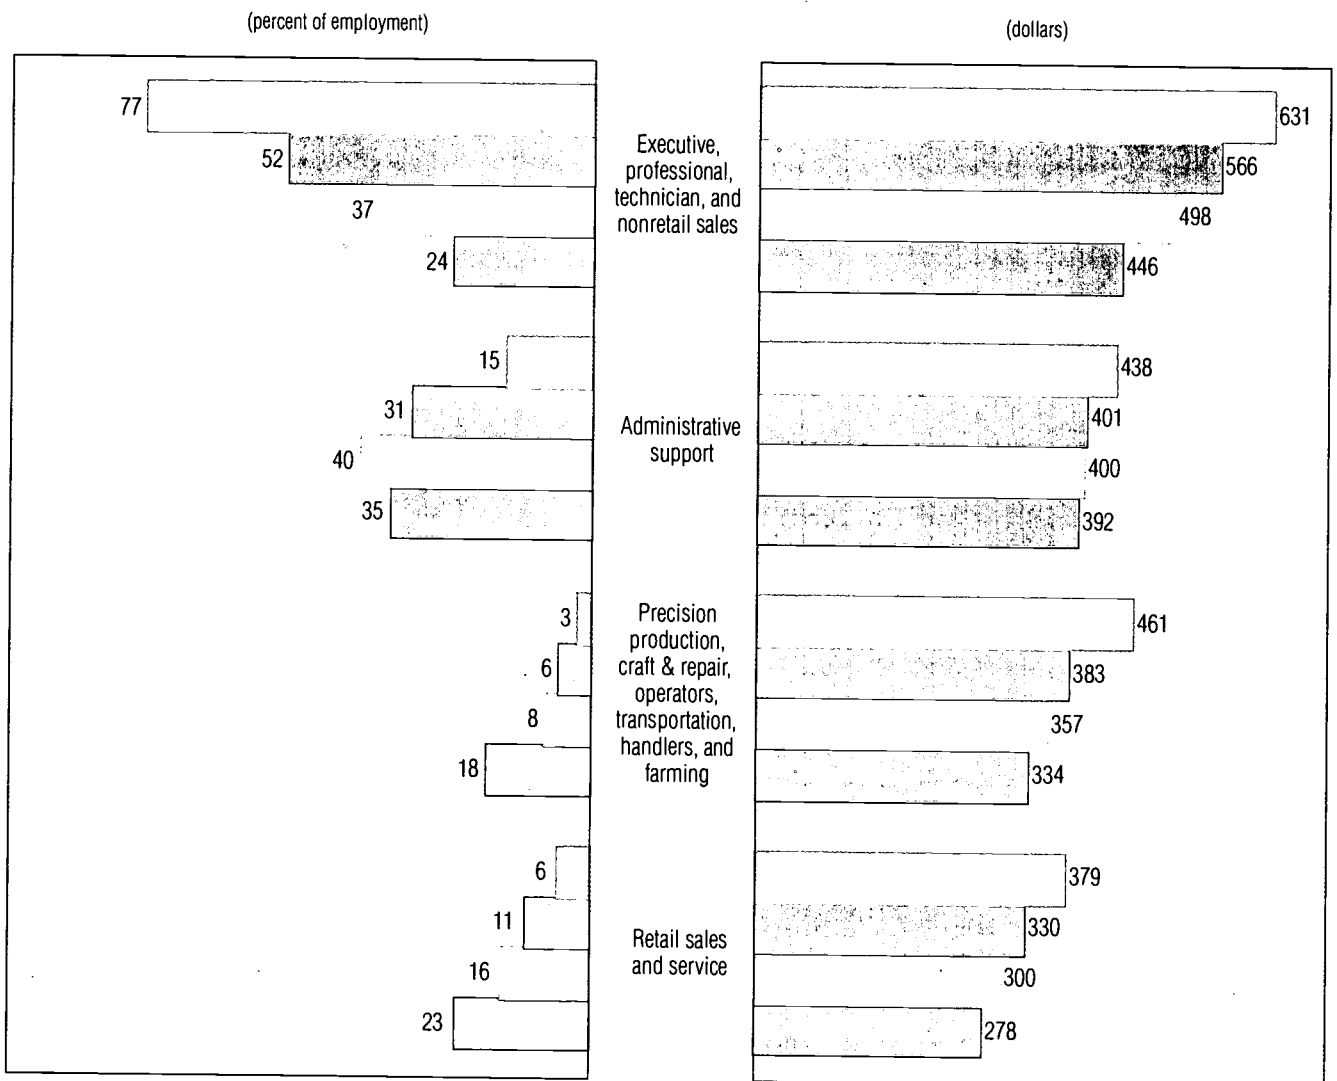 (percent of employment)
(dollars)
77
52
37
24
Executive,
professional,
technician, and
nonretail sales
631
566
498
446
15
31
40
35
Administrative
support
438
401
400
392
3
6
8
18
Precision
production,
craft & repair,
operators,
transportation,
handlers, and
farming
461
383
357
334
6
11
16
23
Retail sales
and service
379
330
300
278